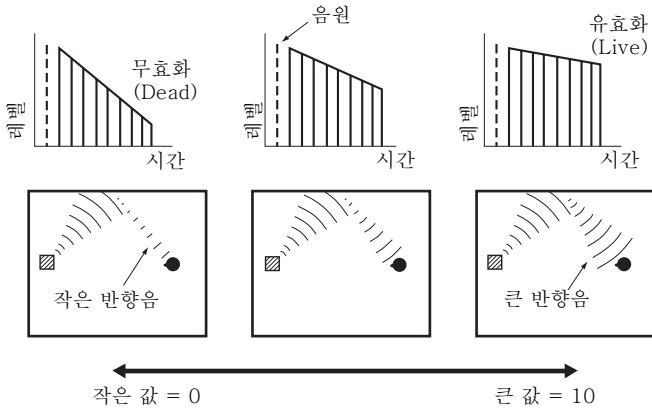 음원
무효화
(Dead)
유효화
(Live)
레벨
시간
레벨
시간
레벨
시간
작은 반향음
큰 반향음
작은 값 = 0
큰 값 = 10